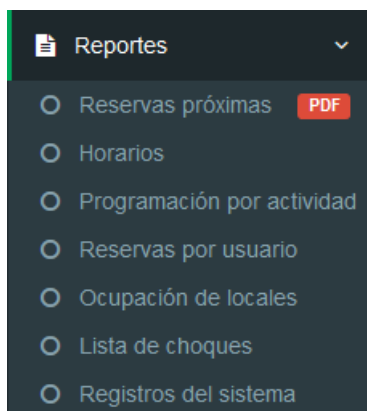 Reportes
Reservas próximas PDF
Horarios
Programación por actividad
Reservas por usuario
Ocupación de locales
Lista de choques
Registros del sistema